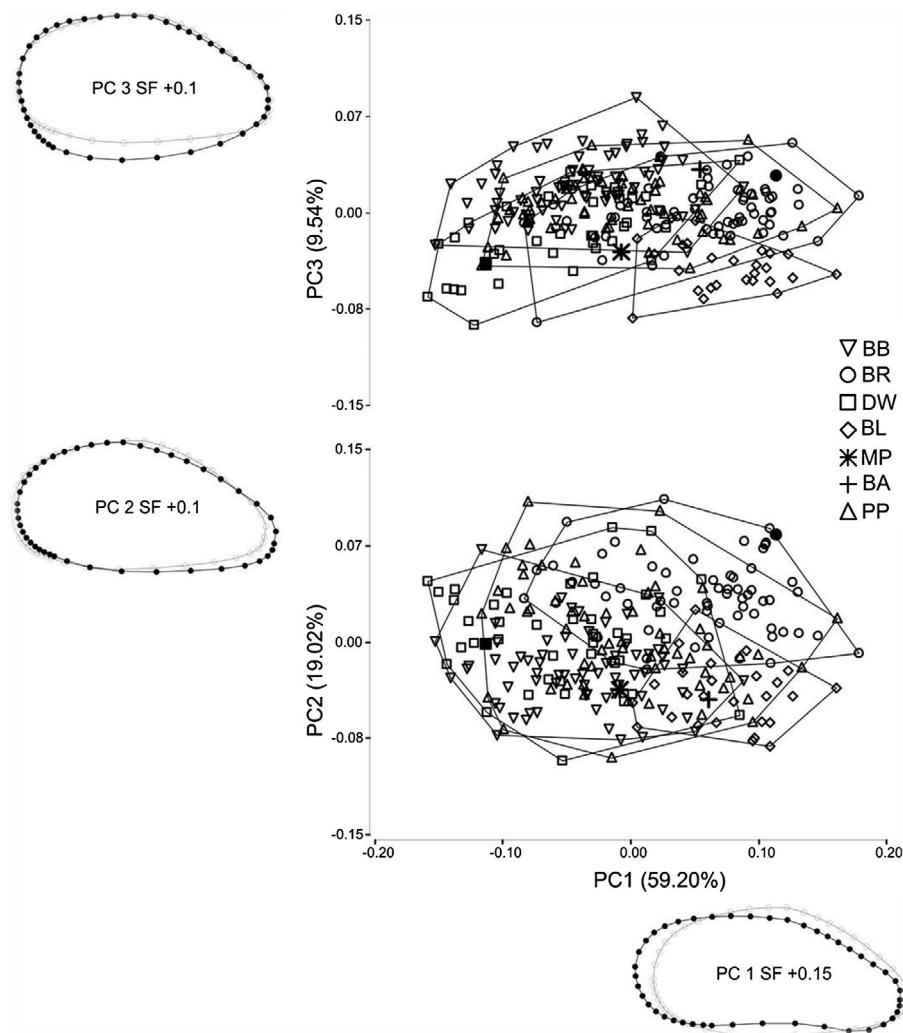 PC 3 SF +0.1
0.15
0.07
0.00
-0.08
-0.15
PC3 (9.54%)
BB
BR
DW
BL
MP
BA
PP
PC 2 SF +0.1
0.15
0.07
0.00
-0.08
-0.15
PC2 (19.02%)
-0.20
-0.10
0.00
0.10
0.20
PC1 (59.20%)
PC 1 SF +0.15